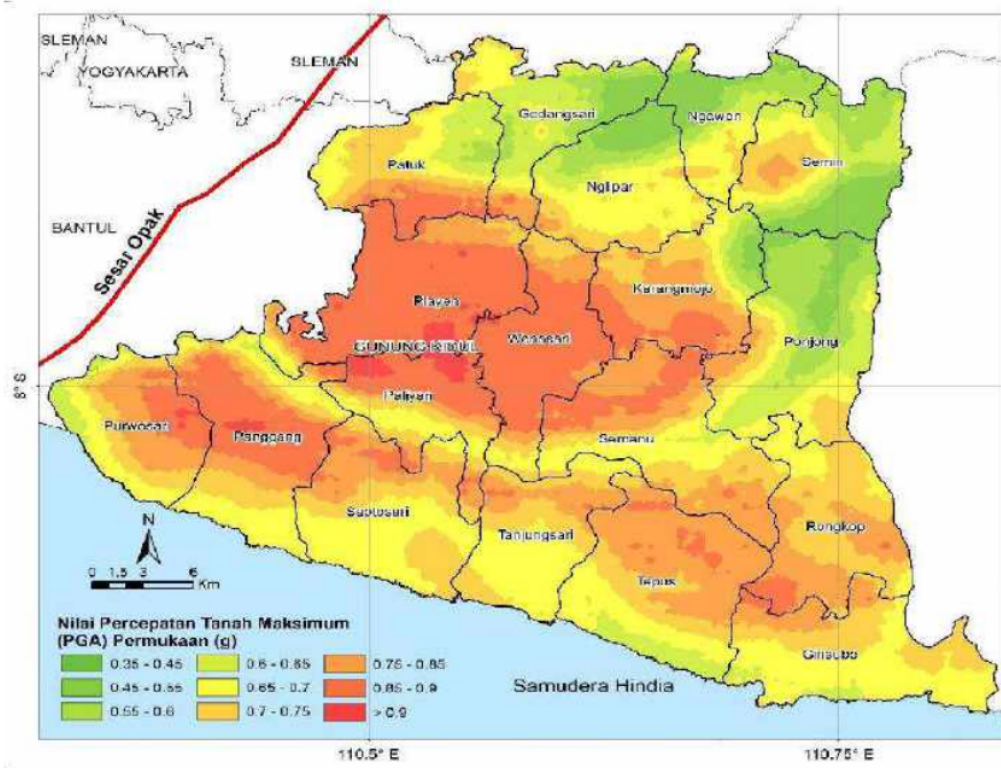 SLEMAN
YOGYAKARTA
SLEMAN
BANTUL
Sesar Opak
Gedangsari
Ngawen
Patuk
Nglipar
Semin
Playen
Karangmojo
GUNUNG KIDUL
Wonosari
Ponjong
8° S
Paliyan
Purwosari
Panggang
Semanu
Saptosari
Tanjungsari
Rongkop
Tepus
Girisubo
N
0 1.5 3 6
Km
Nilai Percepatan Tanah Maksimum
(PGA) Permukaan (g)
0.35 - 0.45
0.45 - 0.55
0.55 - 0.6
0.6 - 0.65
0.65 - 0.7
0.7 - 0.75
0.75 - 0.85
0.85 - 0.9
> 0.9
Samudera Hindia
110.5° E
110.75° E